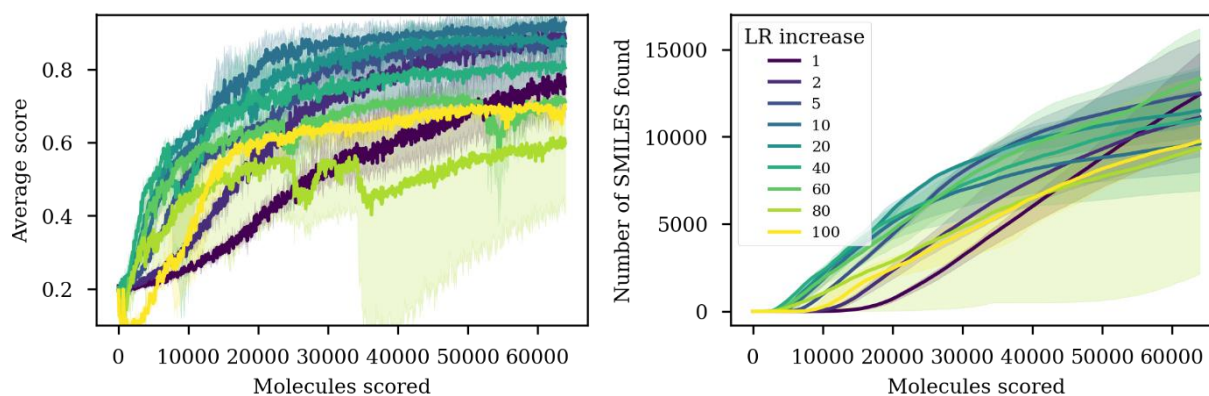 Average score
0.8
0.6
0.4
0.2
0 10000 20000 30000 40000 50000 60000
Molecules scored
Number of SMILES found
15000
10000
5000
0
LR increase
1
2
5
10
20
40
60
80
100
0 10000 20000 30000 40000 50000 60000
Molecules scored